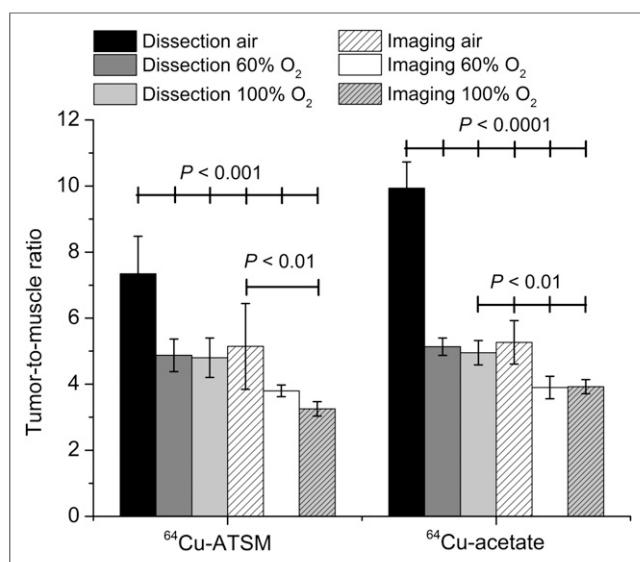 Dissection air
Imaging air
Dissection 60% O₂
Imaging 60% O₂
Dissection 100% O₂
Imaging 100% O₂
12
10
8
6
4
2
0
Tumor-to-muscle ratio
P < 0.001
P < 0.01
P < 0.0001
P < 0.01
⁶⁴Cu-ATSM
⁶⁴Cu-acetate